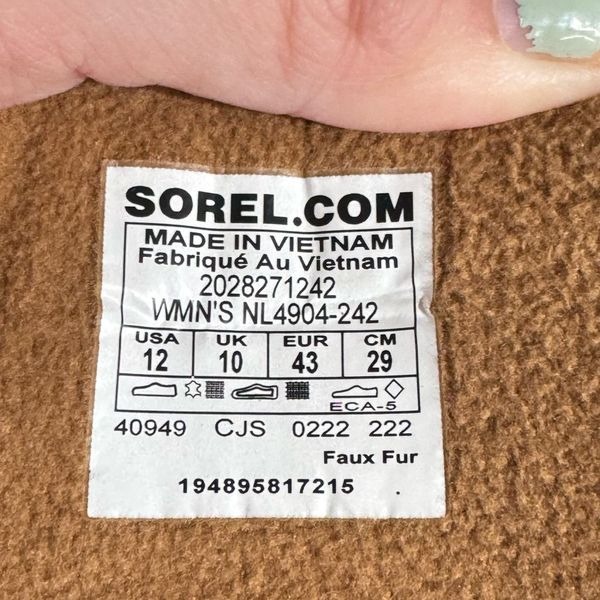 SOREL.COM
MADE IN VIETNAM
Fabriqué Au Vietnam
2028271242
WMN'S NL4904-242
USA UK EUR CM
12 10 43 29
ECA-5
40949 CJS 0222 222
Faux Fur
194895817215